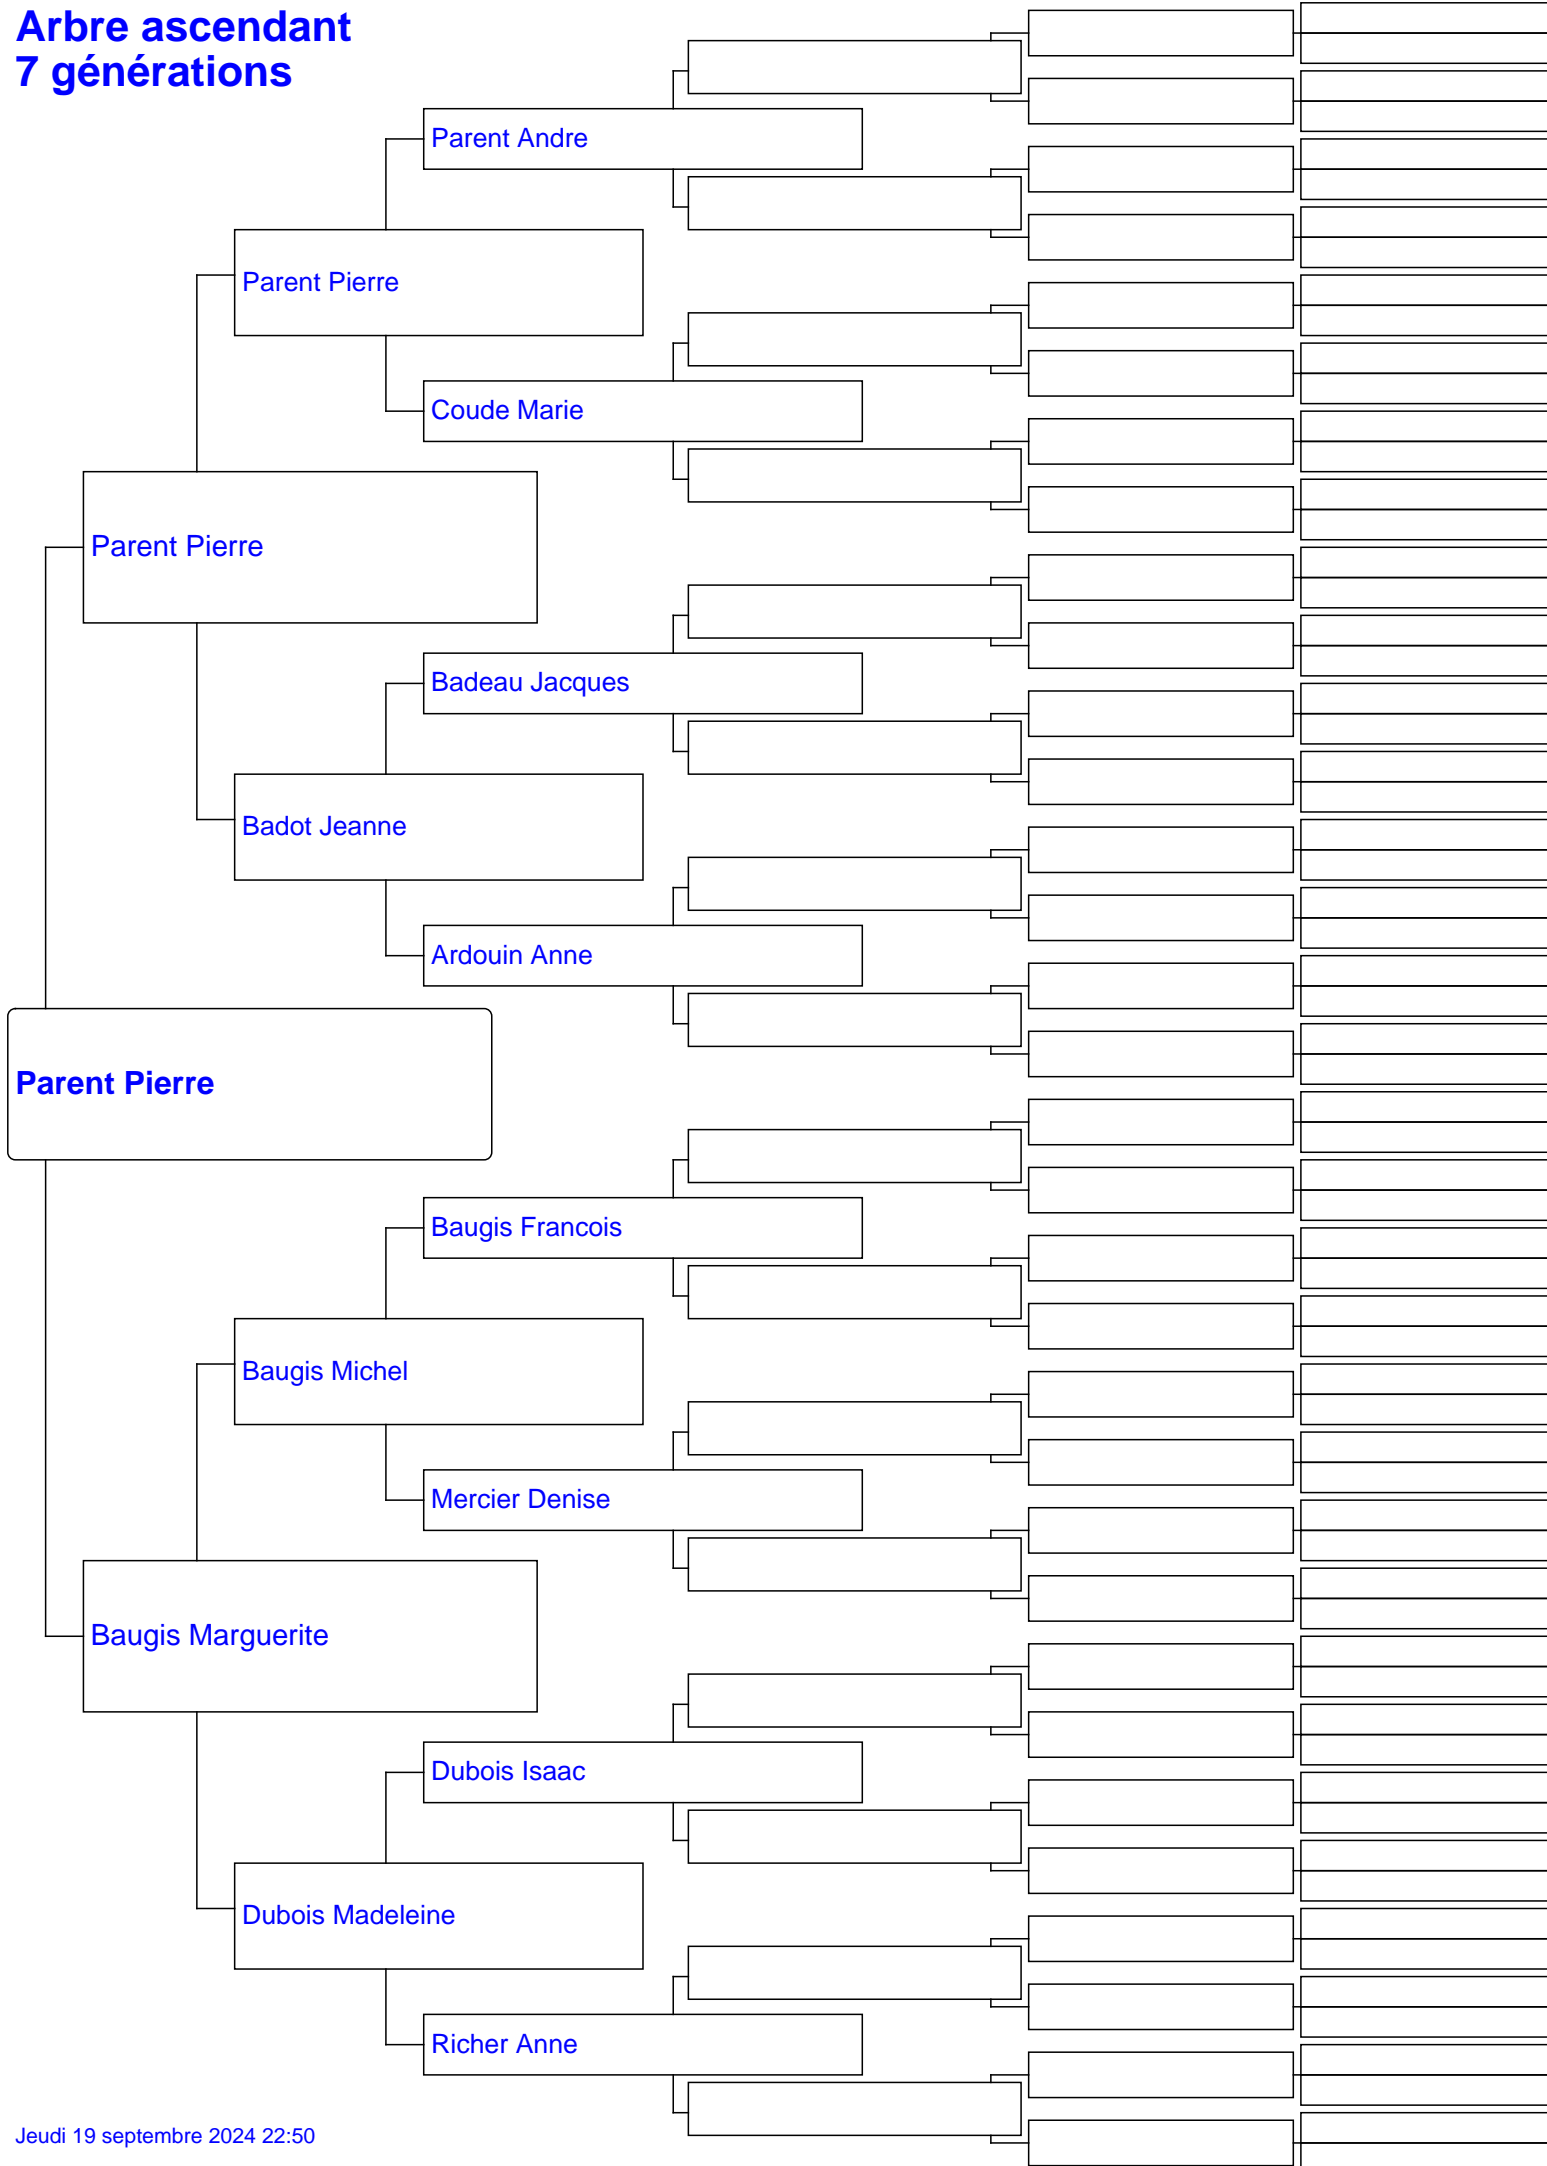 Arbre ascendant
7 générations
Parent Andre
Parent Pierre
Coude Marie
Parent Pierre
Badeau Jacques
Badot Jeanne
Ardouin Anne
Parent Pierre
Baugis Francois
Baugis Michel
Mercier Denise
Baugis Marguerite
Dubois Isaac
Dubois Madeleine
Richer Anne
Jeudi 19 septembre 2024 22:50